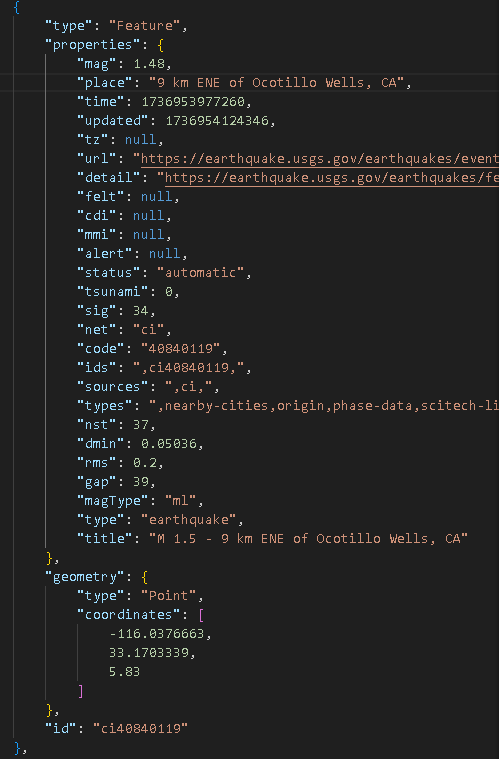 {
"type": "Feature",
"properties": {
"mag": 1.48,
"place": "9 km ENE of Ocotillo Wells, CA",
"time": 1736953977260,
"updated": 1736954124346,
"tz": null,
"url": "https://earthquake.usgs.gov/earthquakes/event
"detail": "https://earthquake.usgs.gov/earthquakes/fe
"felt": null,
"cdi": null,
"mmi": null,
"alert": null,
"status": "automatic",
"tsunami": 0,
"sig": 34,
"net": "ci",
"code": "40840119",
"ids": ",ci40840119,",
"sources": ",ci,",
"types": ",nearby-cities,origin,phase-data,scitech-li
"nst": 37,
"dmin": 0.05036,
"rms": 0.2,
"gap": 39,
"magType": "ml",
"type": "earthquake",
"title": "M 1.5 - 9 km ENE of Ocotillo Wells, CA"
},
"geometry": {
"type": "Point",
"coordinates": [
-116.0376663,
33.1703339,
5.83
]
},
"id": "ci40840119"
},